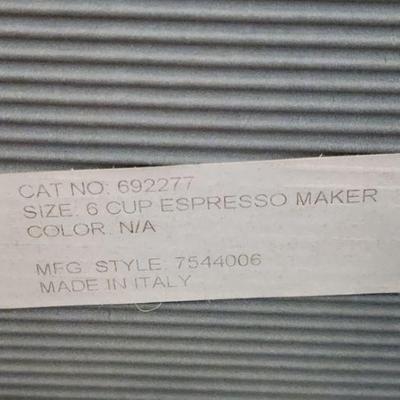 CAT NO: 692277
SIZE: 6 CUP ESPRESSO MAKER
COLOR: N/A
MFG. STYLE: 7544006
MADE IN ITALY